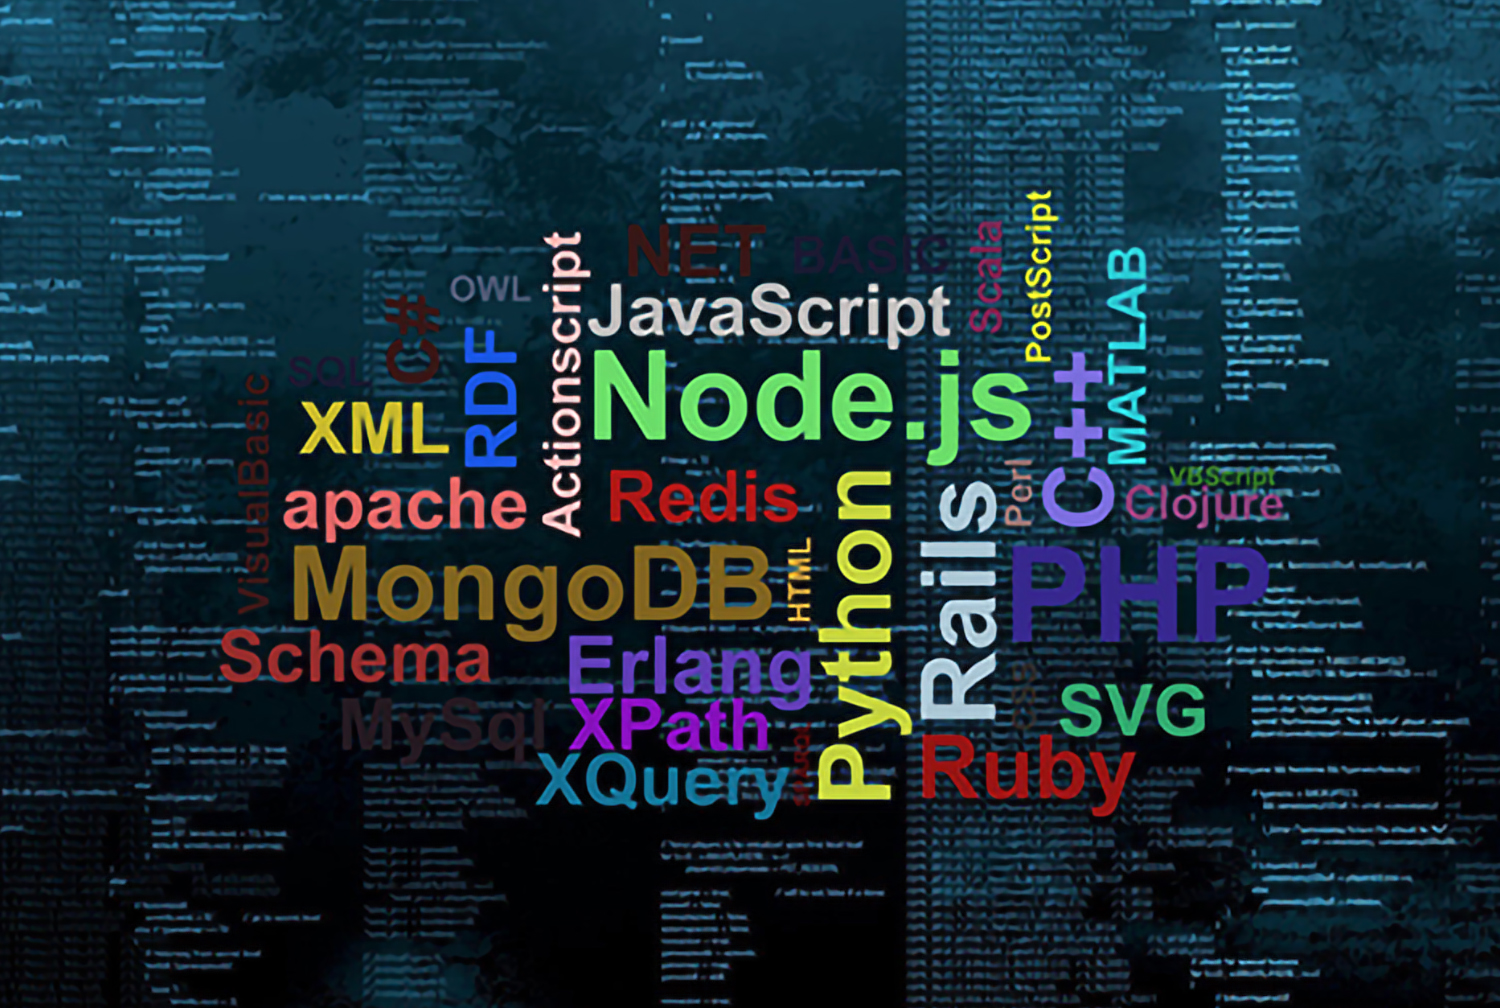 PostScript
Scala
NET
BASIC
Actionscript
MATLAB
OWL
JavaScript
C#
RDF
Node.js
C++
SQL
VisualBasic
XML
Perl
VBScript
apache
Redis
Python
Rails
Clojure
MongoDB
HTML
PHP
Schema
Erlang
CSS
SVG
MySql
XPath
XQuery
Ruby